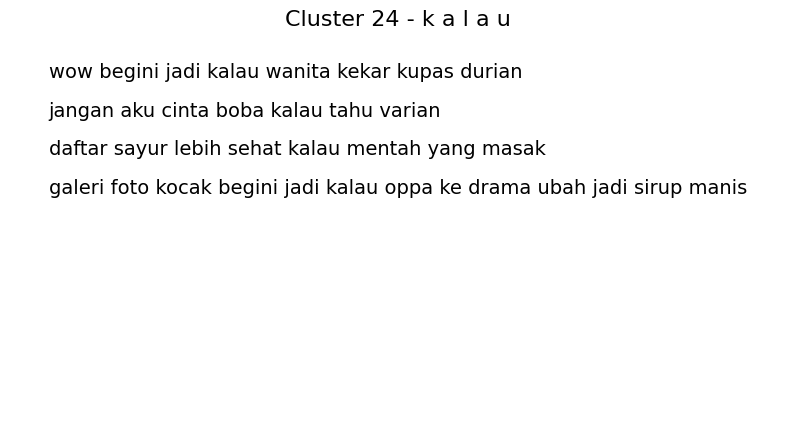 Cluster 24 - k a l a u
wow begini jadi kalau wanita kekar kupas durian
jangan aku cinta boba kalau tahu varian
daftar sayur lebih sehat kalau mentah yang masak
galeri foto kocak begini jadi kalau oppa ke drama ubah jadi sirup manis